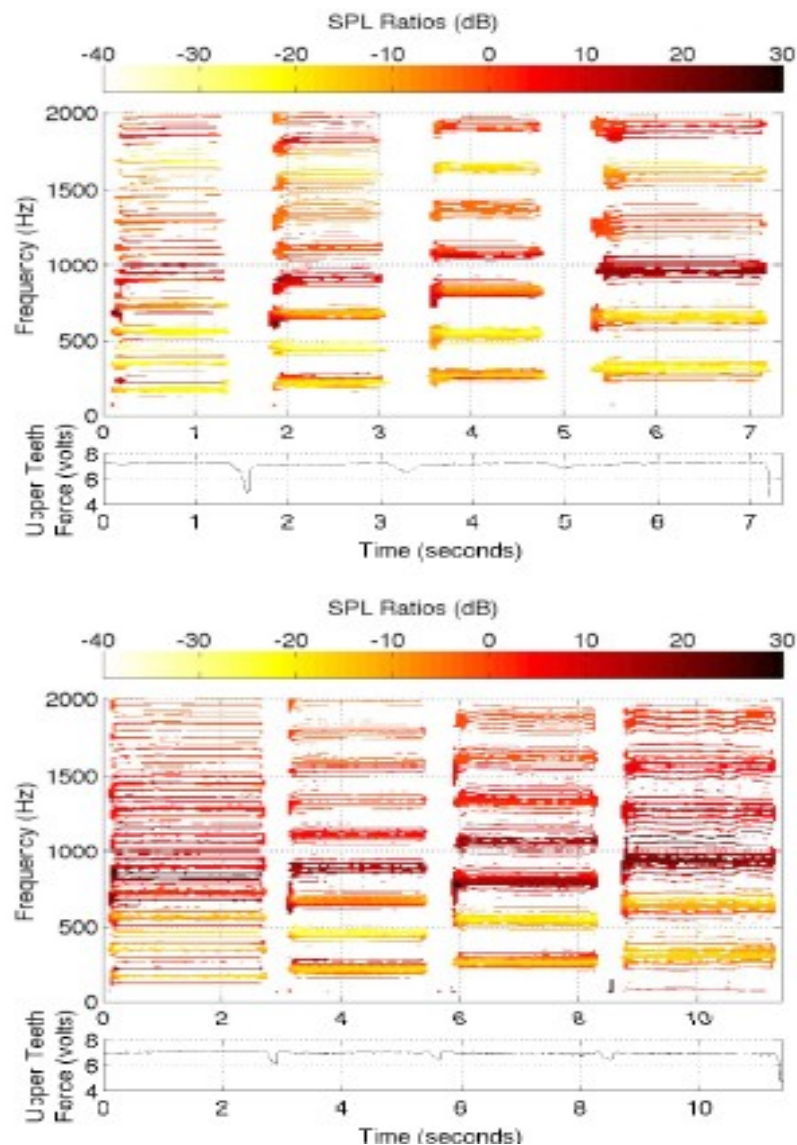 SPL Ratios (dB)
-40 -30 -20 -10 0 10 20 30
2000
1500
1000
500
0
Frequency (Hz)
0 1 2 3 4 5 6 7
8
6
4
Upper Teeth
Force (volts)
0 1 2 3 4 5 6 7
Time (seconds)
SPL Ratios (dB)
-40 -30 -20 -10 0 10 20 30
2000
1500
1000
500
0
Frequency (Hz)
0 2 4 6 8 10
8
6
4
Upper Teeth
Force (volts)
0 2 4 6 8 10
Time (seconds)